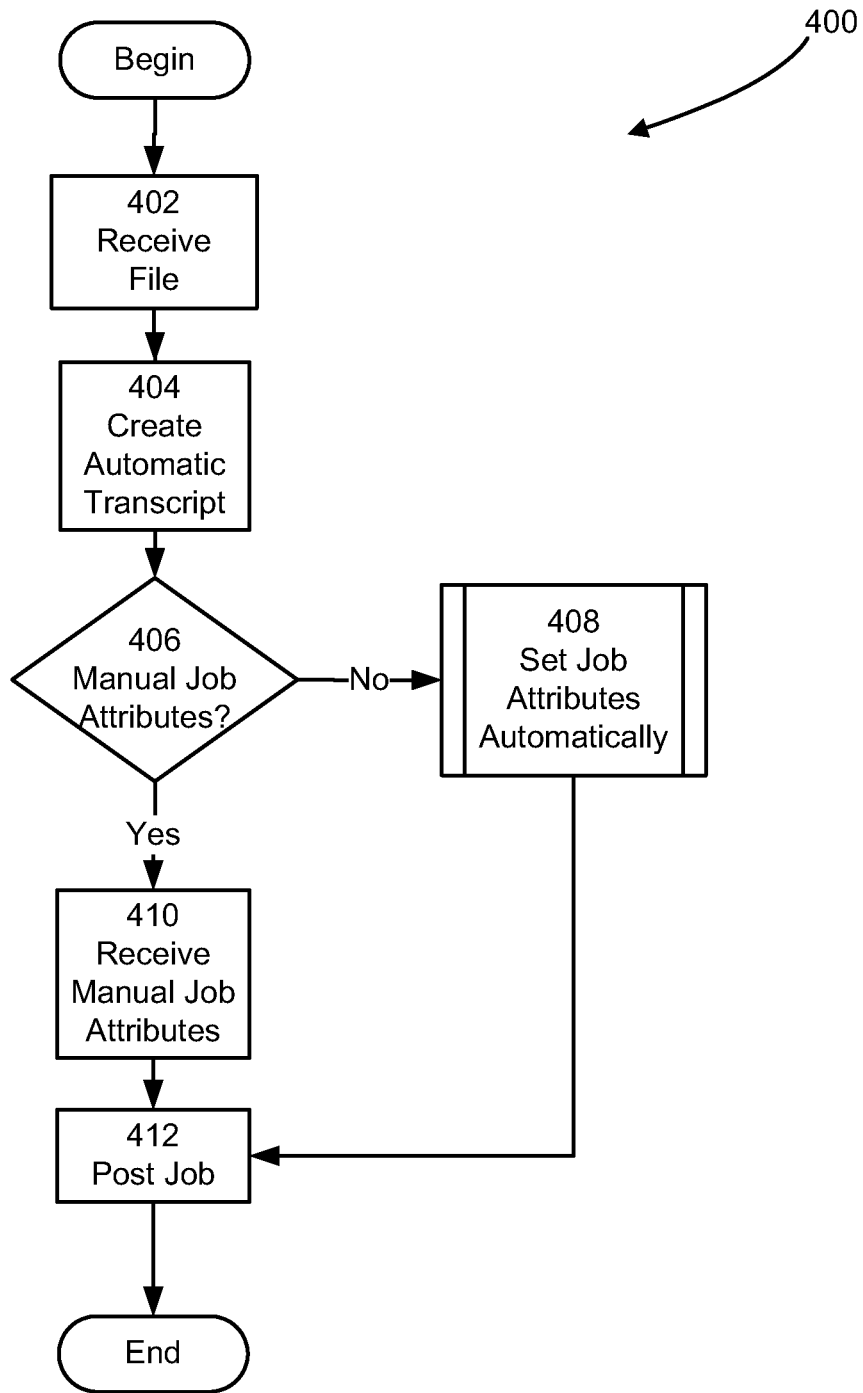 400
Begin
402
Receive
File
404
Create
Automatic
Transcript
406
Manual Job
Attributes?
No
408
Set Job
Attributes
Automatically
Yes
410
Receive
Manual Job
Attributes
412
Post Job
End